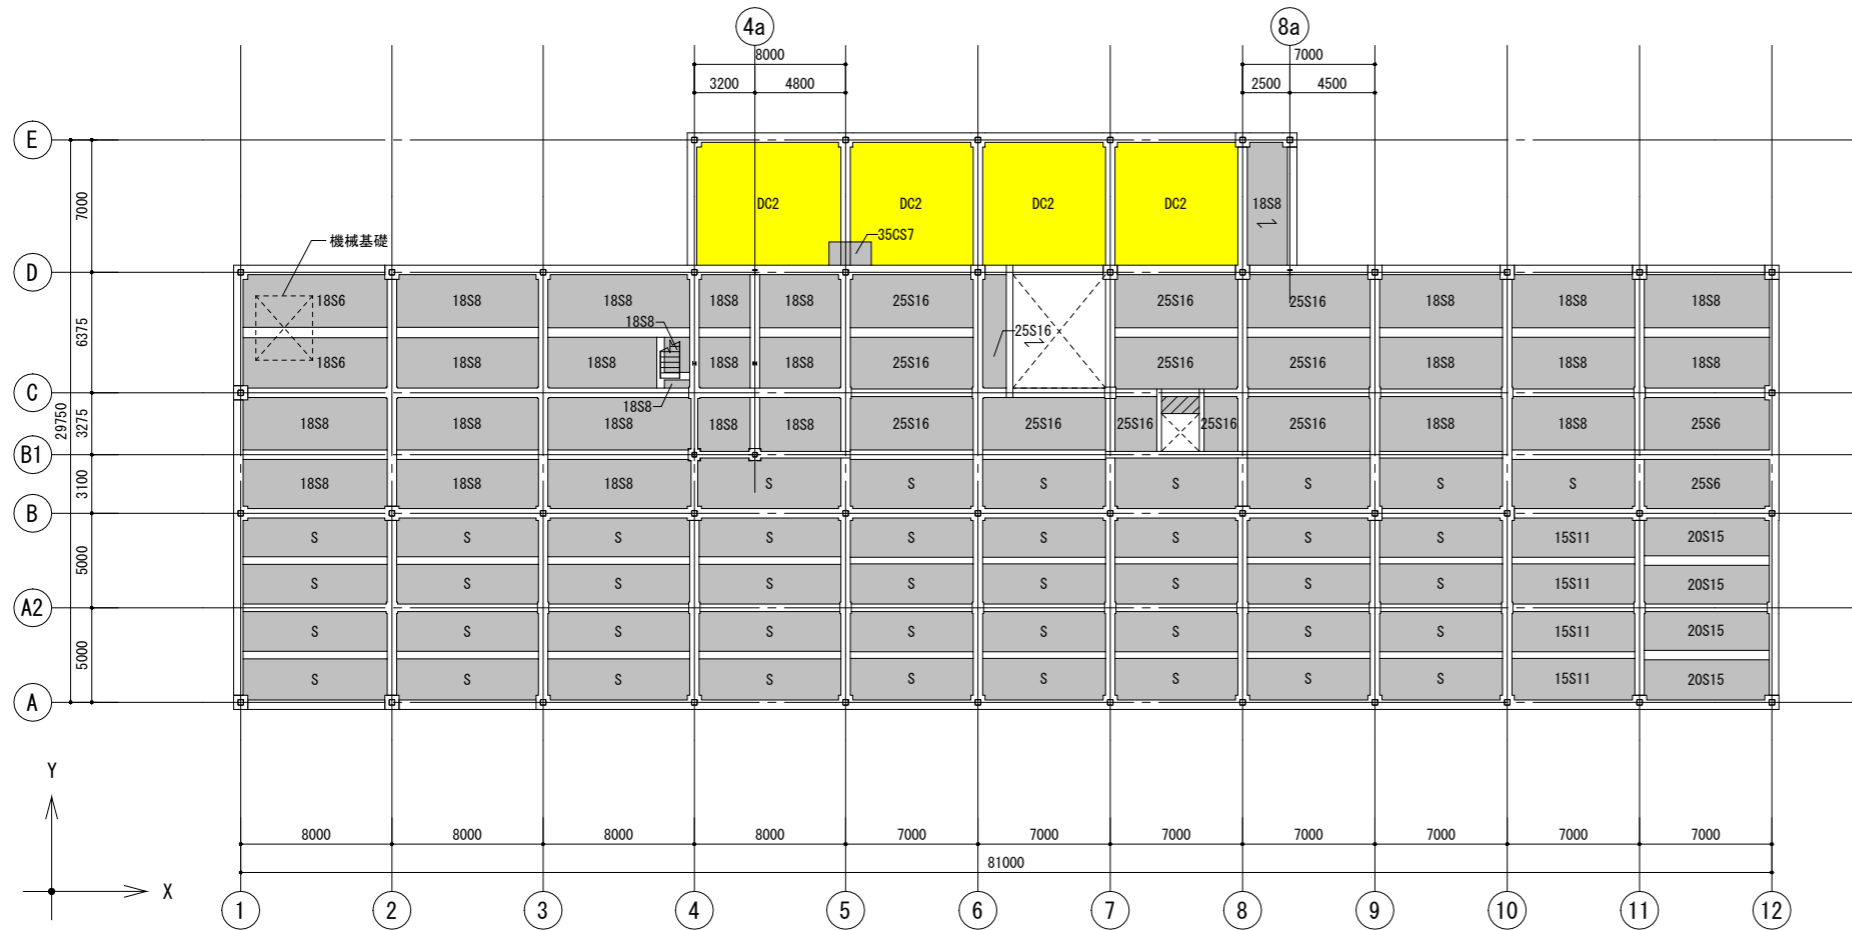 4a 8a
8000 7000
3200 4800 2500 4500
E
DC2 DC2 DC2 DC2 18S8
7000
機械基礎 35CS7
D
18S6 18S8 18S8 18S8 18S8 25S16 25S16 25S16 18S8 18S8 18S8
18S8 25S16
6375
18S6 18S8 18S8 18S8 18S8 25S16 25S16 25S16 18S8 18S8 18S8
C
18S8
29750 3275
18S8 18S8 18S8 18S8 18S8 25S16 25S16 25S16 25S16 25S16 18S8 18S8 25S6
B1
3100
18S8 18S8 18S8 S S S S S S S 25S6
B
S S S S S S S S S 15S11 20S15
5000
S S S S S S S S S 15S11 20S15
A2
S S S S S S S S S 15S11 20S15
5000
S S S S S S S S S 15S11 20S15
A
Y
X
8000 8000 8000 8000 7000 7000 7000 7000 7000 7000 7000
81000
1 2 3 4 5 6 7 8 9 10 11 12